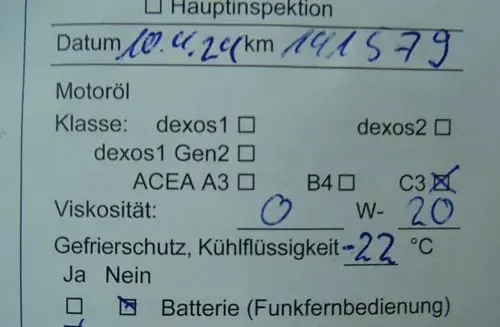 ☐ Hauptinspektion
Datum 10.4.24 km 141579
Motoröl
Klasse: dexos1 ☐ dexos2 ☐
dexos1 Gen2 ☐
ACEA A3 ☐ B4 ☐ C3 ☒
Viskosität: 0 W- 20
Gefrierschutz, Kühlflüssigkeit -22 °C
Ja Nein
☐ ☒ Batterie (Funkfernbedienung)